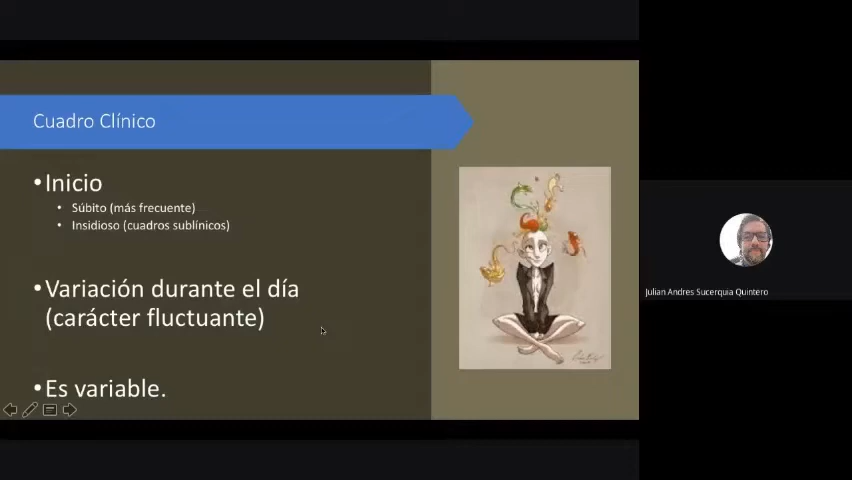 Cuadro Clínico
•Inicio
• Súbito (más frecuente)
• Insidioso (cuadros sublínicos)
•Variación durante el día
(carácter fluctuante)
•Es variable.
Julian Andres Sucerquia Quintero